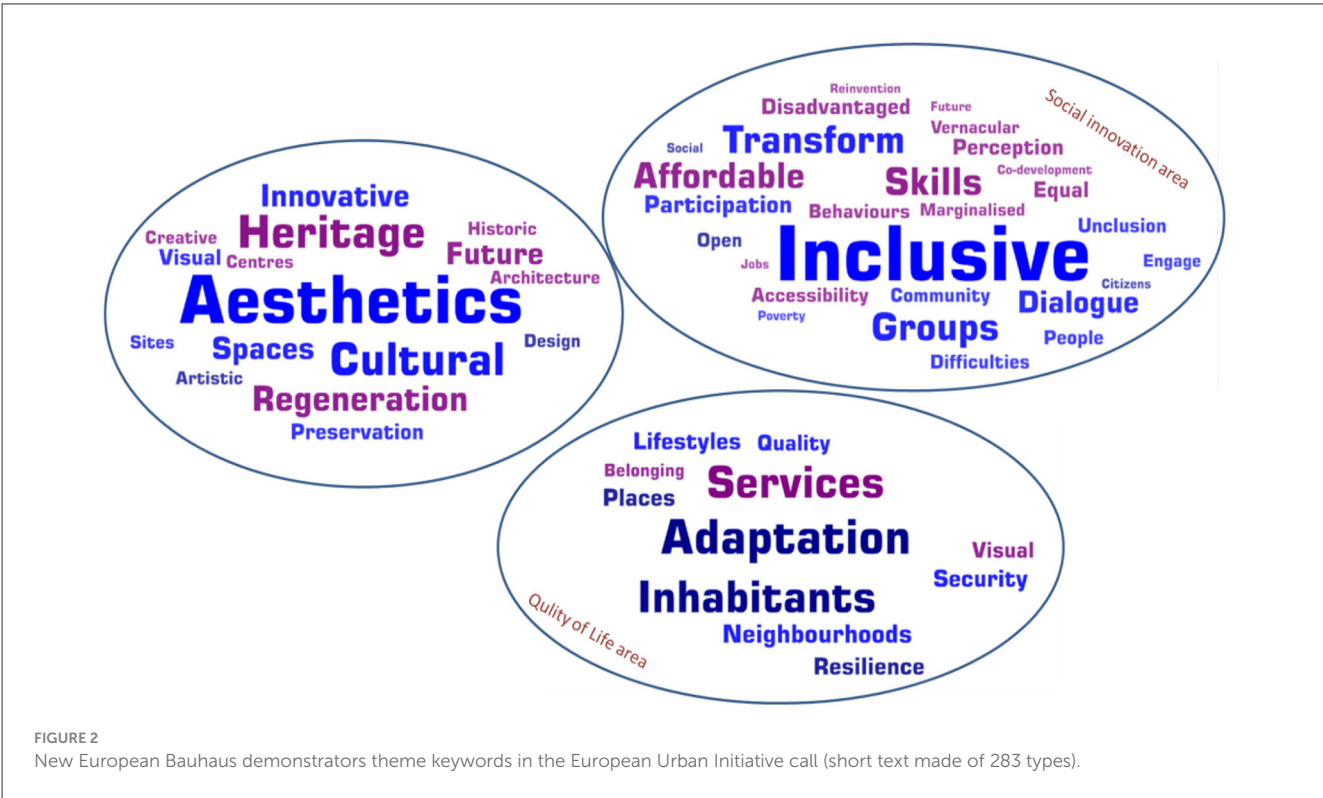 Innovative
Heritage
Historic
Creative
Future
Visual
Centres
Architecture
Aesthetics
Sites
Spaces
Cultural
Design
Artistic
Regeneration
Preservation
Reinvention
Disadvantaged
Future
Social innovation area
Transform
Vernacular
Social
Perception
Affordable
Skills
Co-development
Equal
Participation
Behaviours
Marginalised
Open
Inclusive
Unclusion
Jobs
Engage
Accessibility
Community
Citizens
Dialogue
Poverty
Groups
People
Difficulties
Lifestyles
Quality
Belonging
Services
Places
Adaptation
Visual
Security
Inhabitants
Qulity of Life area
Neighbourhoods
Resilience
FIGURE 2
New European Bauhaus demonstrators theme keywords in the European Urban Initiative call (short text made of 283 types).